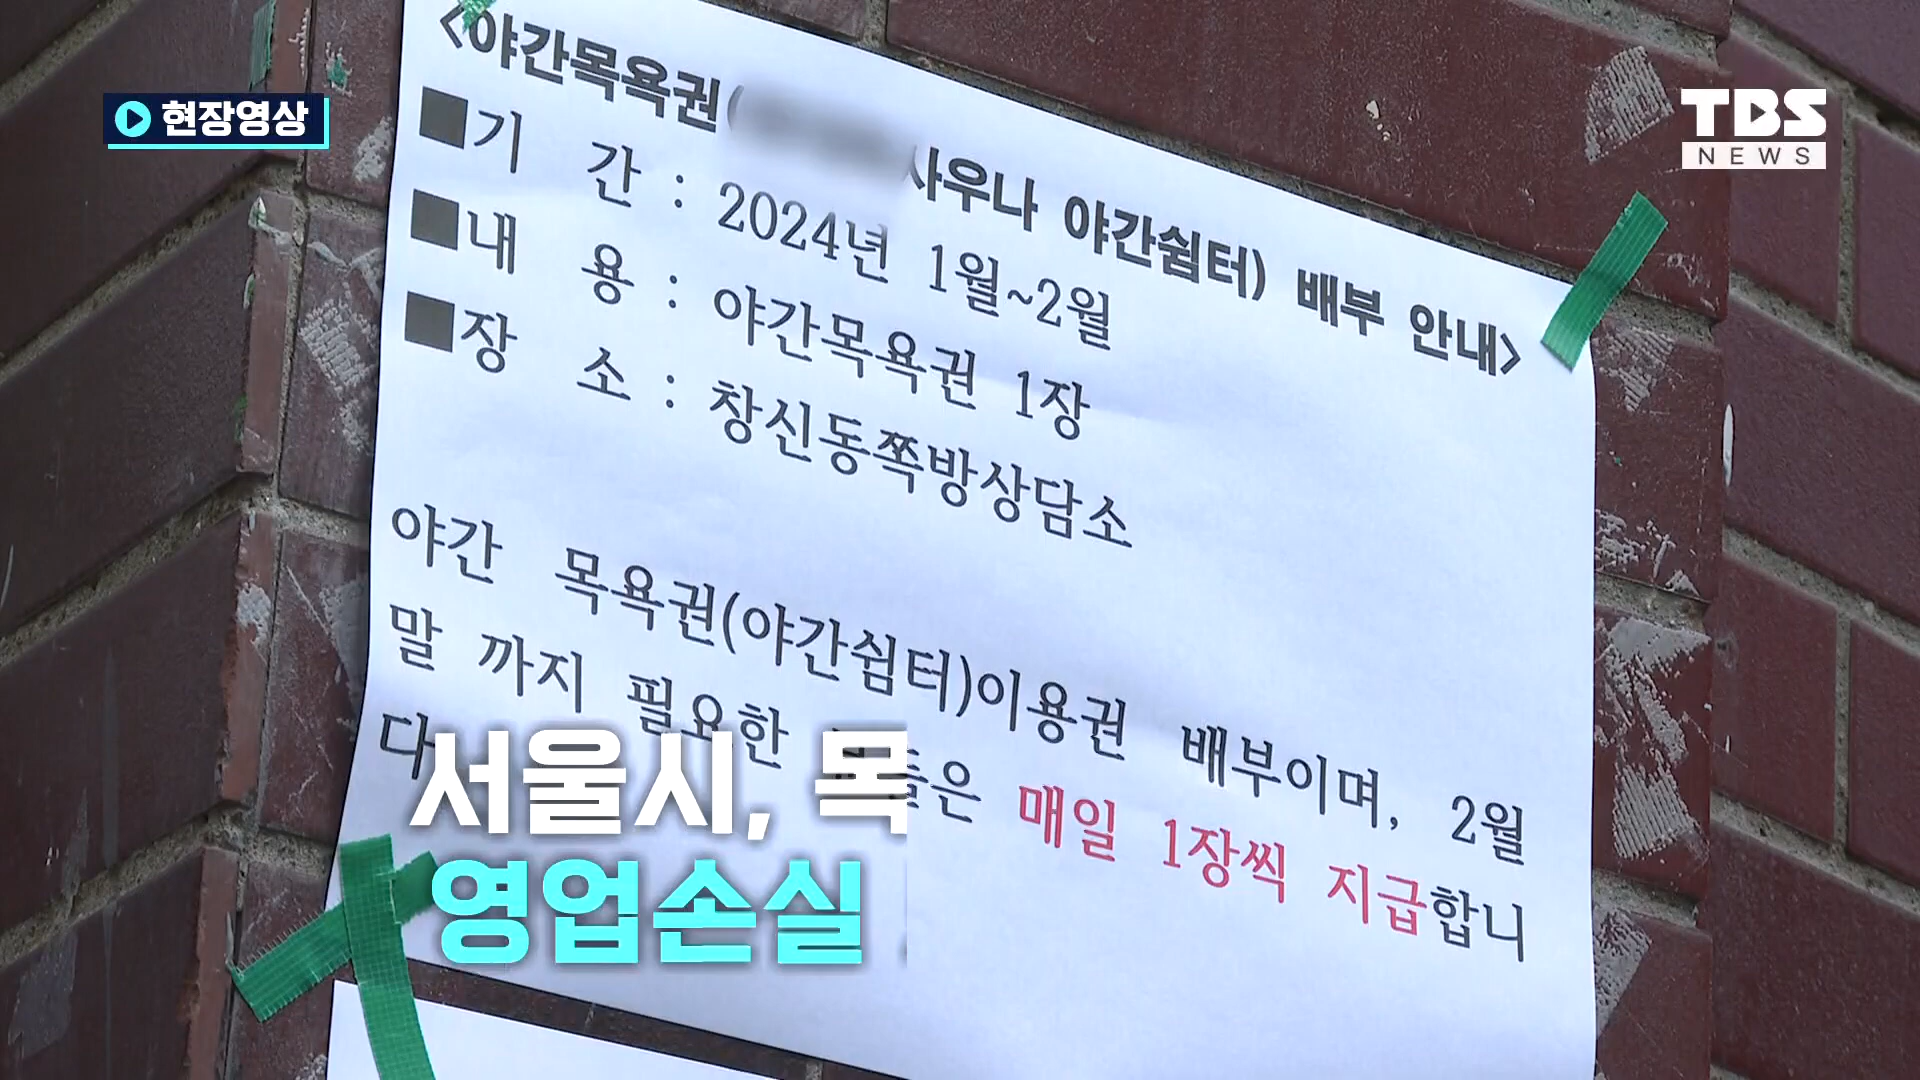 현장영상
TBS
NEWS
<야간목욕권( 사우나 야간쉼터) 배부 안내>
■기 간 : 2024년 1월~2월
■내 용 : 야간목욕권 1장
■장 소 : 창신동쪽방상담소
야간 목욕권(야간쉼터)이용권 배부이며, 2월
말 까지 필요한 은 매일 1장씩 지급합니
다
서울시, 목
영업손실